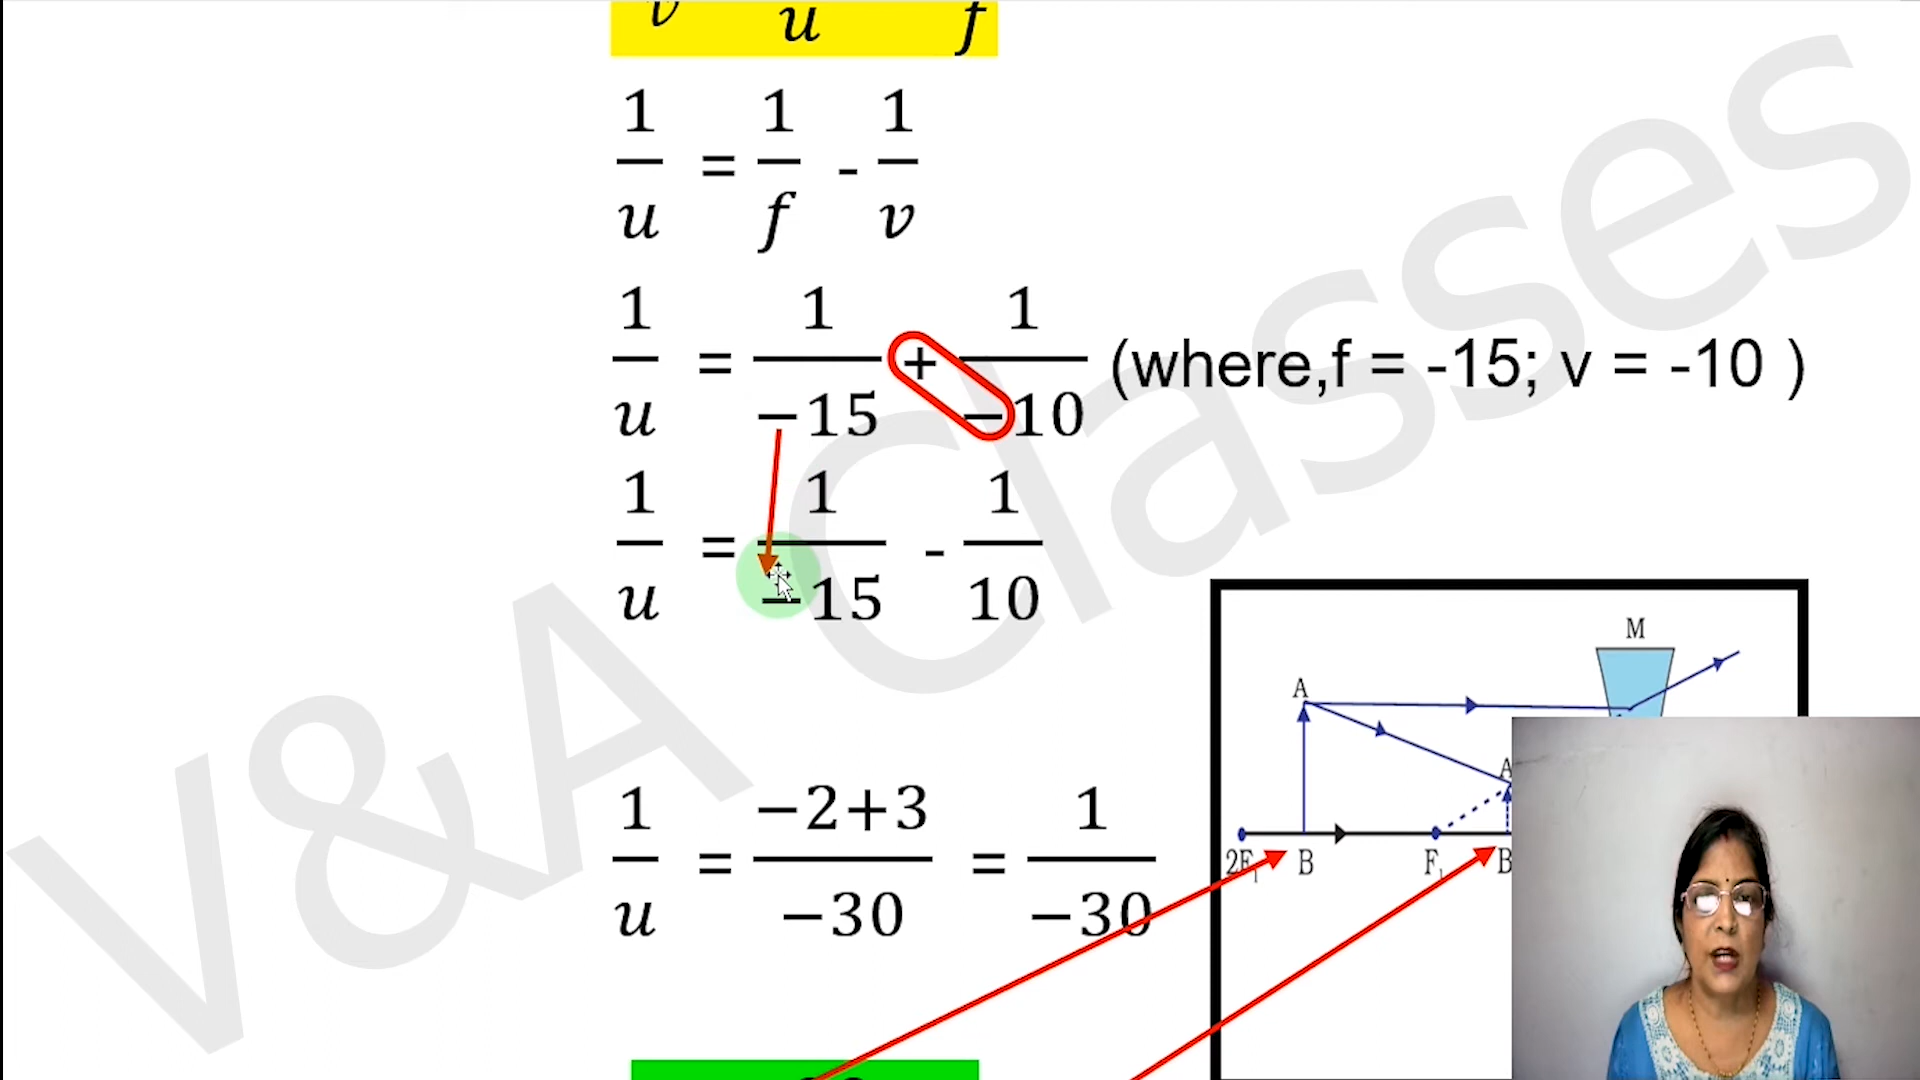 v u f
1/u = 1/f - 1/v
1/u = 1/−15 + 1/−10 (where,f = -15; v = -10 )
1/u = 1/−15 - 1/10
1/u = −2+3/−30 = 1/−30
M
A
A
2F₁ B F₁ B
V&A Classes